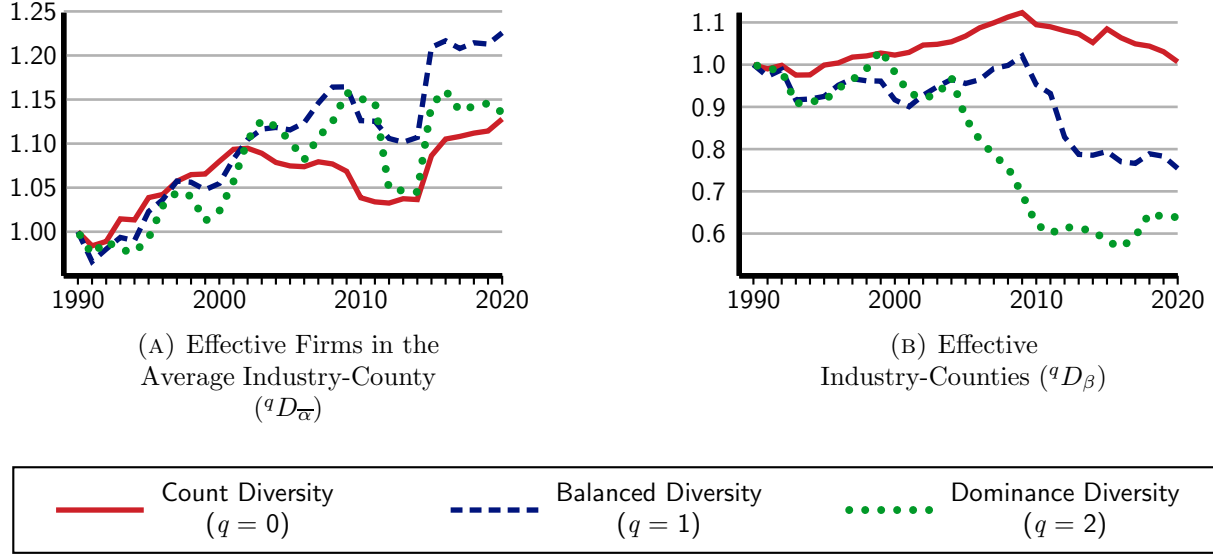 1.25
1.20
1.15
1.10
1.05
1.00
1990 2000 2010 2020
(A) Effective Firms in the
Average Industry-County
(qDα)
1.1
1.0
0.9
0.8
0.7
0.6
1990 2000 2010 2020
(B) Effective
Industry-Counties (qDβ)
Count Diversity
(q = 0)
Balanced Diversity
(q = 1)
Dominance Diversity
(q = 2)